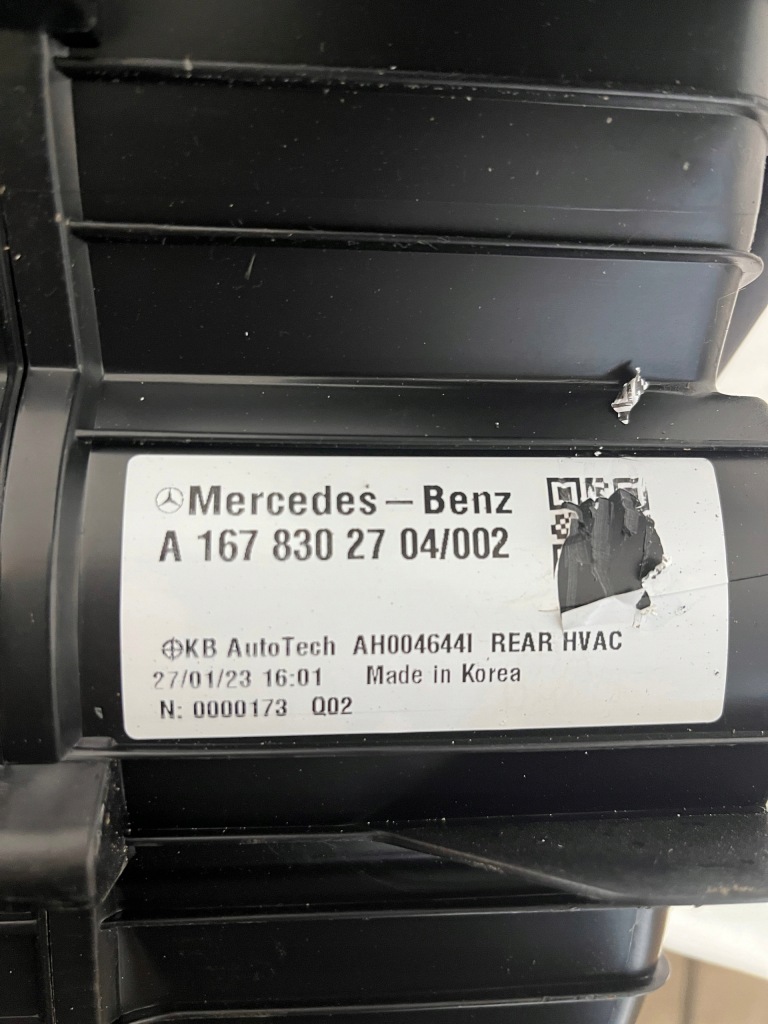 Mercedes-Benz
A 167 830 27 04/002
KB AutoTech AH004644I REAR HVAC
27/01/23 16:01 Made in Korea
N: 0000173 Q02